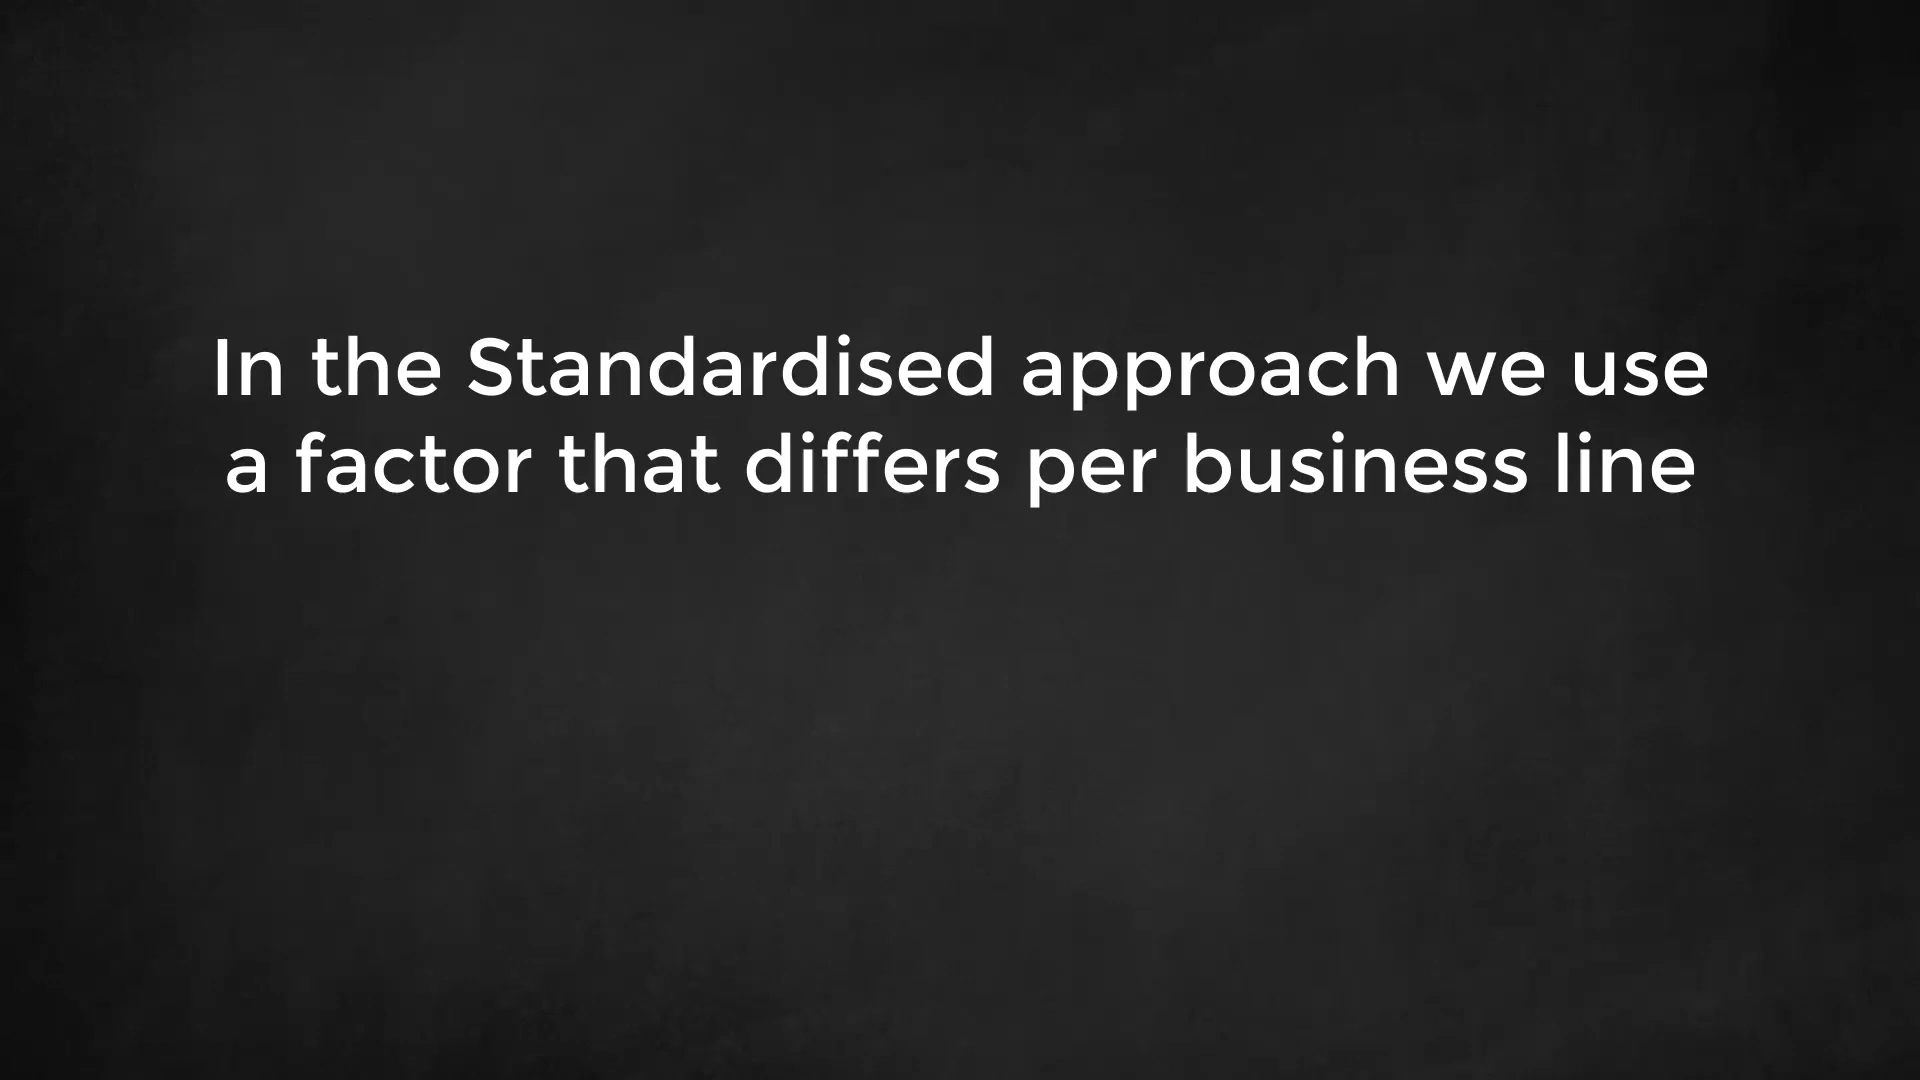 In the Standardised approach we use
a factor that differs per business line